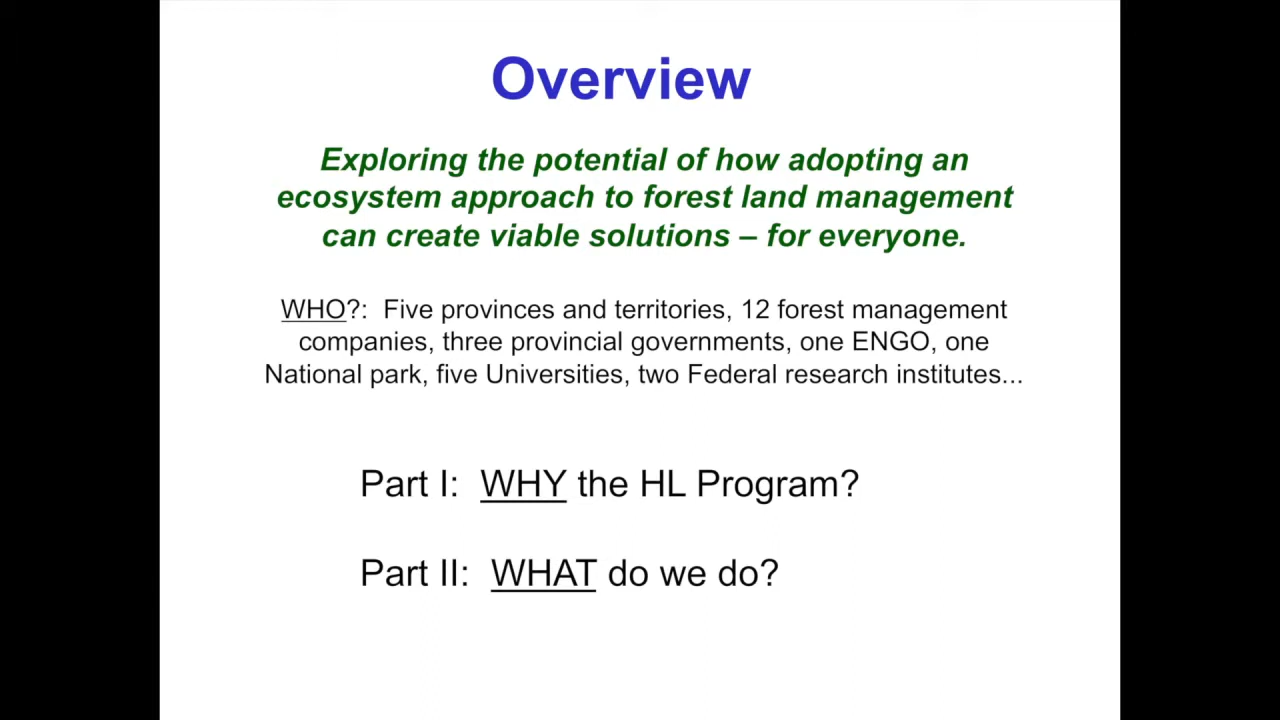 Overview
Exploring the potential of how adopting an
ecosystem approach to forest land management
can create viable solutions – for everyone.
WHO?: Five provinces and territories, 12 forest management
companies, three provincial governments, one ENGO, one
National park, five Universities, two Federal research institutes...
Part I: WHY the HL Program?
Part II: WHAT do we do?